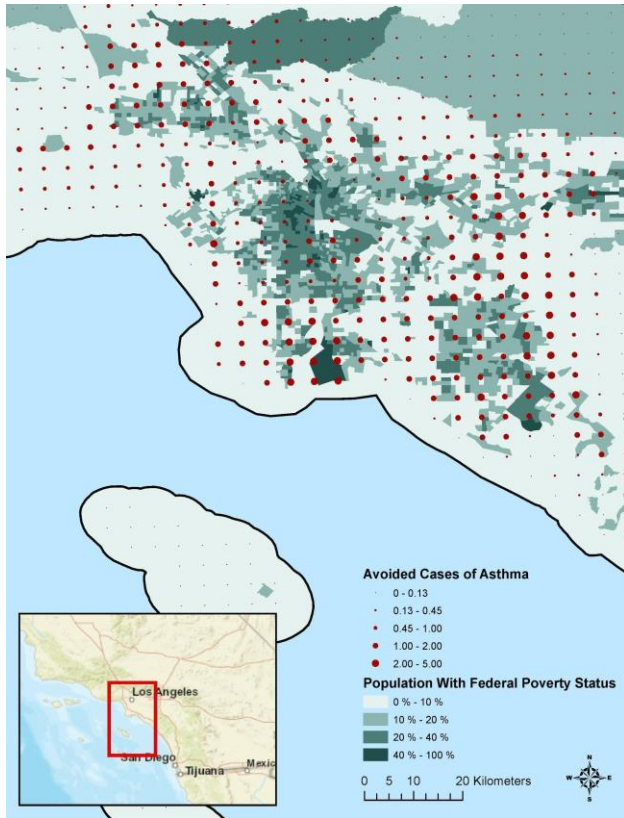 Avoided Cases of Asthma
0 - 0.13
0.13 - 0.45
0.45 - 1.00
1.00 - 2.00
2.00 - 5.00
Population With Federal Poverty Status
0 % - 10 %
10 % - 20 %
20 % - 40 %
40 % - 100 %
0 5 10 20 Kilometers
N
W E
S
Los Angeles
San Diego
Tijuana
Mexic